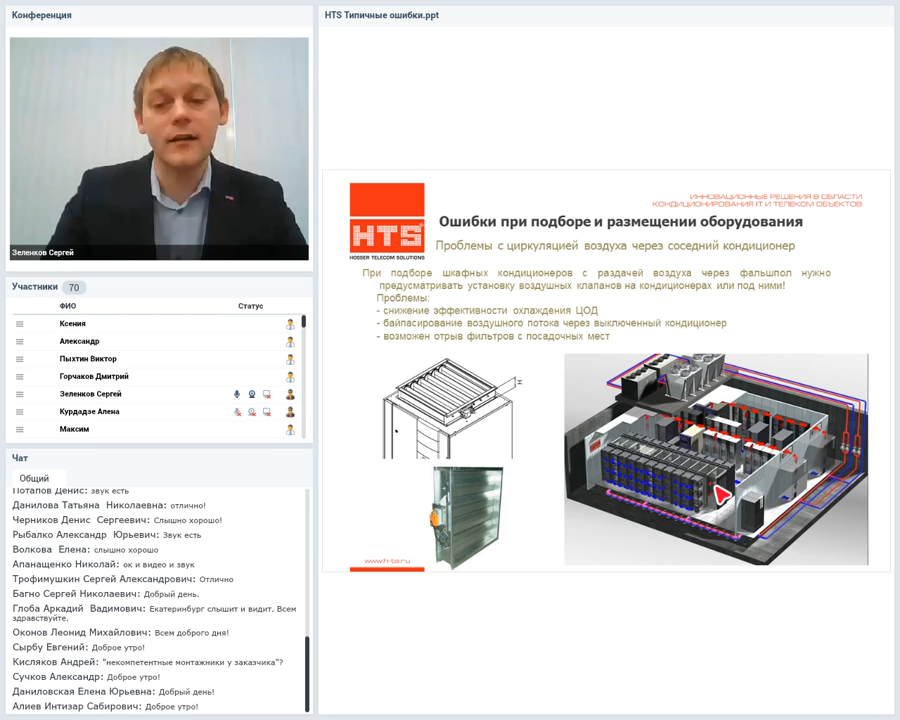 Конференция
Зеленков Сергей
Участники 70
ФИО Статус
Ксения
Александр
Пыхтин Виктор
Горчаков Дмитрий
Зеленков Сергей
Курдадзе Алена
Максим
Чат
Общий
Потапов Денис: звук есть
Данилова Татьяна Николаевна: отлично!
Черников Денис Сергеевич: Слышно хорошо!
Рыбалко Александр Юрьевич: Звук есть
Волкова Елена: слышно хорошо
Апанащенко Николай: ок и видео и звук
Трофимушкин Сергей Александрович: Отлично
Багно Сергей Николаевич: Добрый день.
Глоба Аркадий Вадимович: Екатеринбург слышит и видит. Всем
здравствуйте.
Оконов Леонид Михайлович: Всем доброго дня!
Сырбу Евгений: Доброе утро!
Кисляков Андрей: "некомпетентные монтажники у заказчика"?
Сучков Александр: Доброе утро!
Даниловская Елена Юрьевна: Добрый день!
Алиев Интизар Сабирович: Доброе утро!
HTS Типичные ошибки.ppt
ИННОВАЦИОННЫЕ РЕШЕНИЯ В ОБЛАСТИ
КОНДИЦИОНИРОВАНИЯ IT И ТЕЛЕКОМ ОБЪЕКТОВ
HTS
HOSSER TELECOM SOLUTIONS
Ошибки при подборе и размещении оборудования
Проблемы с циркуляцией воздуха через соседний кондиционер
При подборе шкафных кондиционеров с раздачей воздуха через фальшпол нужно
предусматривать установку воздушных клапанов на кондиционерах или под ними!
Проблемы:
- снижение эффективности охлаждения ЦОД
- байпасирование воздушного потока через выключенный кондиционер
- возможен отрыв фильтров с посадочных мест
H
www.h-ts.ru